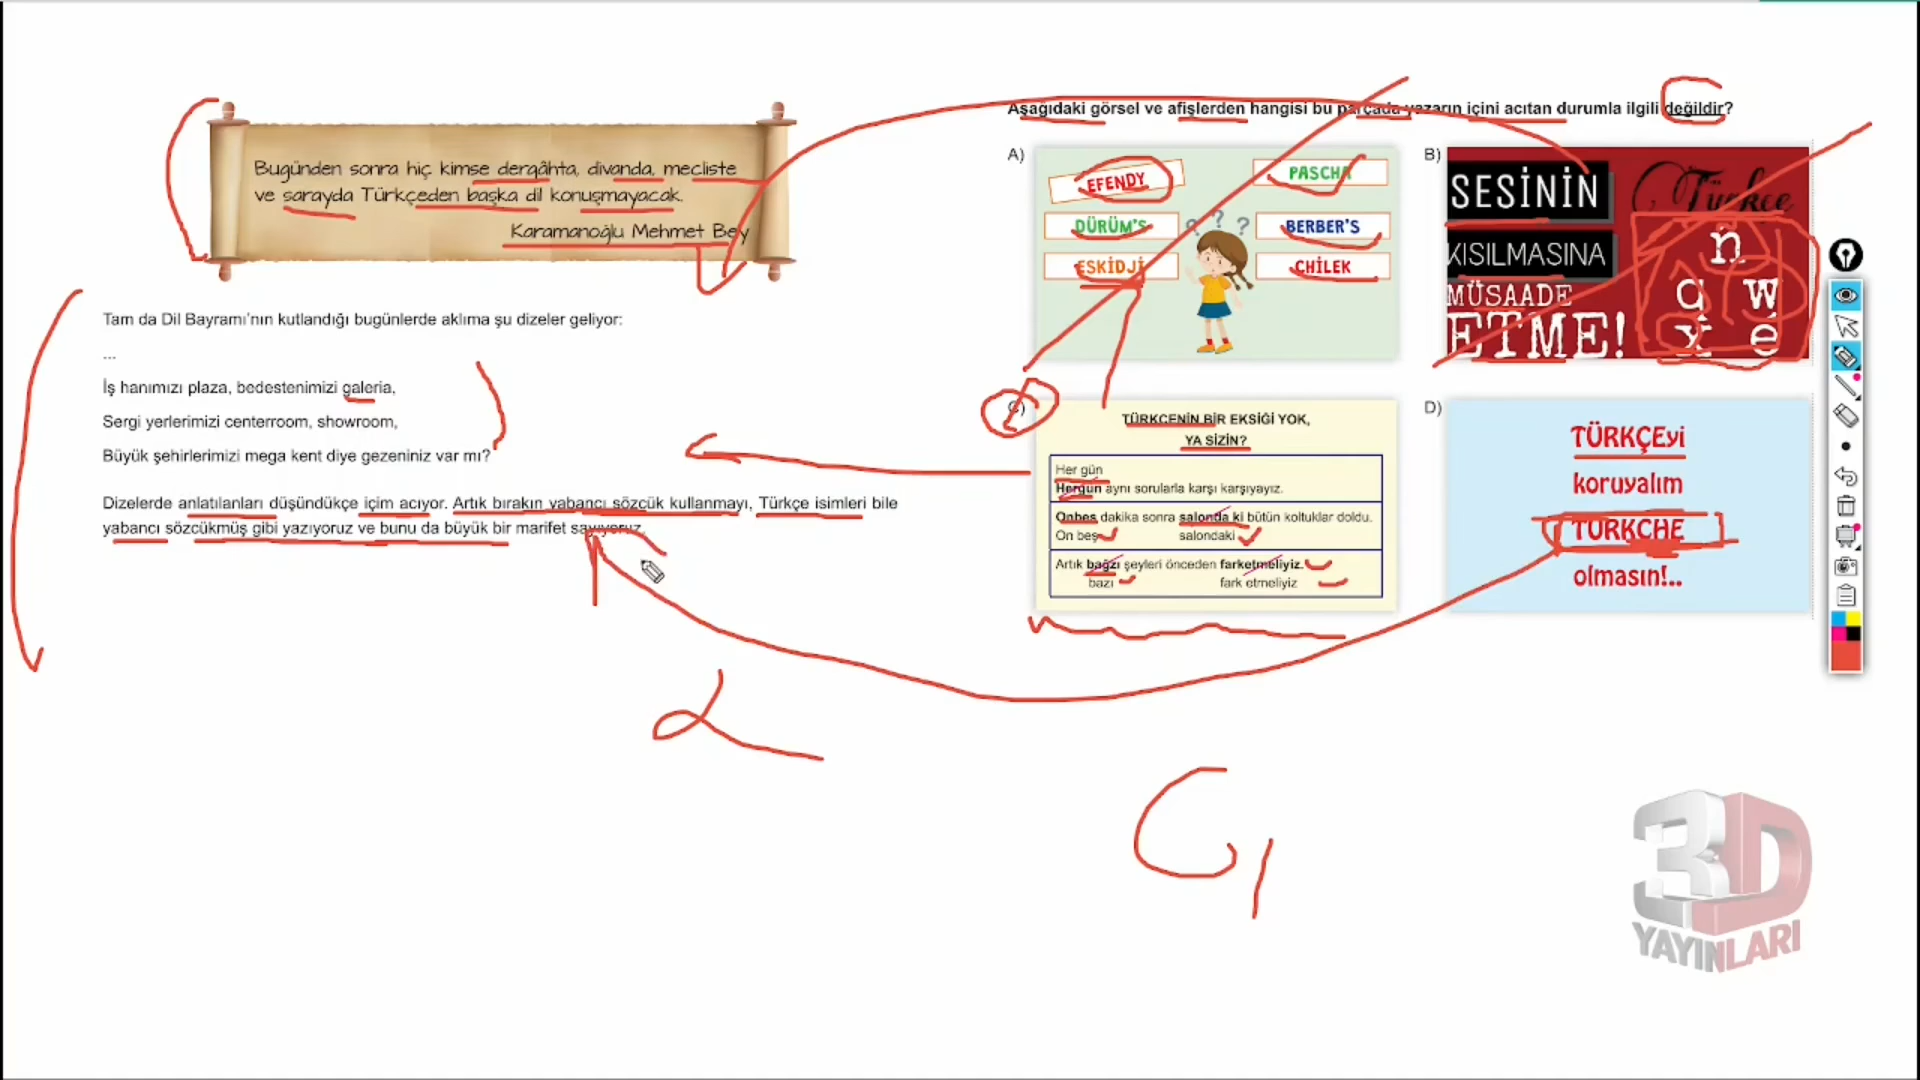 Bugünden sonra hiç kimse dergâhta, divanda, mecliste
ve sarayda Türkçeden başka dil konuşmayacak.
Karamanoğlu Mehmet Bey
Tam da Dil Bayramı'nın kutlandığı bugünlerde aklıma şu dizeler geliyor:
...
İş hanımızı plaza, bedestenimizi galeria,
Sergi yerlerimizi centerroom, showroom,
Büyük şehirlerimizi mega kent diye gezeniniz var mı?
Dizelerde anlatılanları düşündükçe içim acıyor. Artık bırakın yabancı sözcük kullanmayı, Türkçe isimleri bile
yabancı sözcükmüş gibi yazıyoruz ve bunu da büyük bir marifet sayıyoruz.
Aşağıdaki görsel ve afişlerden hangisi bu parçada yazarın içini acıtan durumla ilgili değildir?
A)
EFENDY
PASCHA
DÜRÜM'S
BERBER'S
ESKİDJİ
CHİLEK
? ? ?
B)
SESİNİN
KISILMASINA
MÜSAADE
ETME!
Türkçe
n
q w
x e
C)
TÜRKÇENİN BİR EKSİĞİ YOK,
YA SİZİN?
Her gün
Hergün aynı sorularla karşı karşıyayız.
Onbeş dakika sonra salonda ki bütün koltuklar doldu.
On beş salondaki
Artık bağzı şeyleri önceden farketmeliyiz.
bazı fark etmeliyiz
D)
TÜRKÇEyi
koruyalım
TURKCHE
olmasın!..
C
3D
YAYINLARI